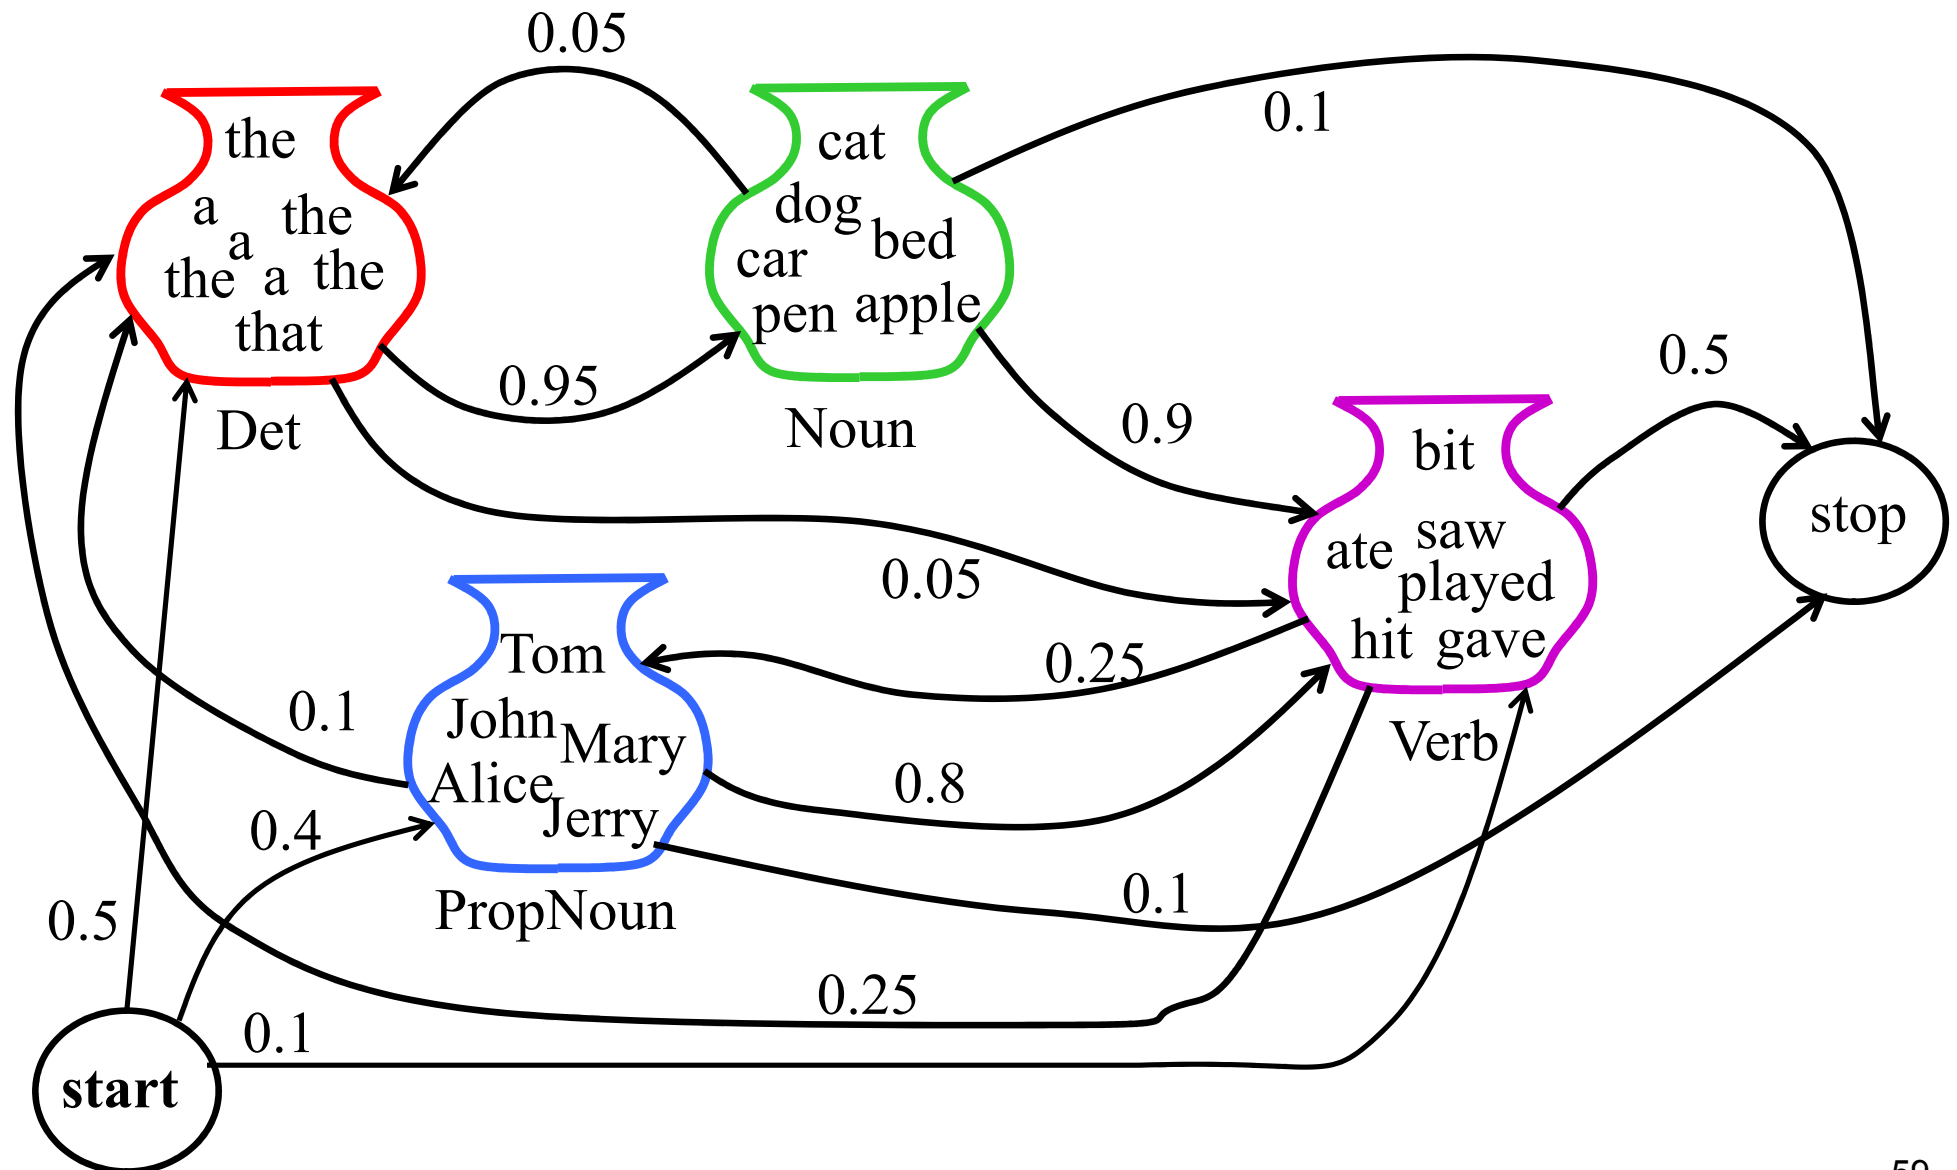 0.05
0.1
the
a the
a
the a the
that
Det
0.95
cat
dog
bed
car
pen apple
Noun
0.9
0.5
bit
saw
ate
played
hit gave
Verb
stop
0.05
0.25
Tom
John
Mary
Alice
Jerry
PropNoun
0.1
0.8
0.4
0.1
0.5
0.25
0.1
start